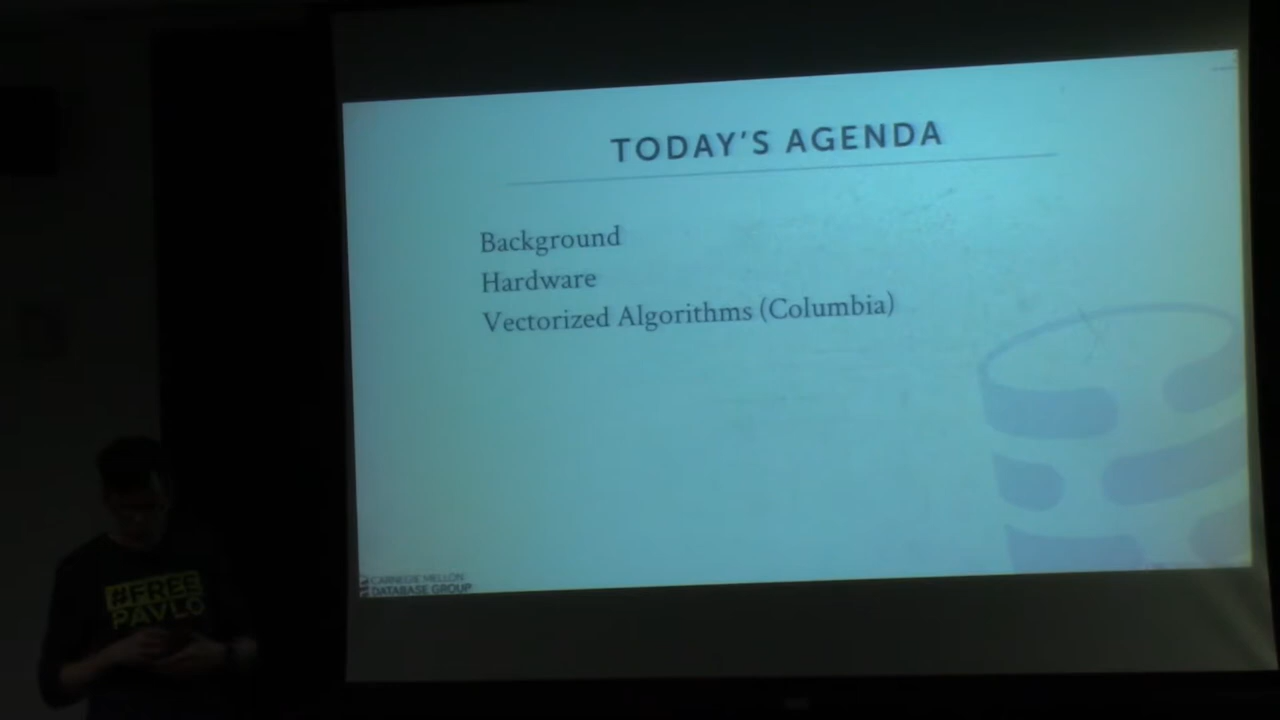 TODAY'S AGENDA
Background
Hardware
Vectorized Algorithms (Columbia)
CARNEGIE MELLON
DATABASE GROUP
#FREE
PAVLO